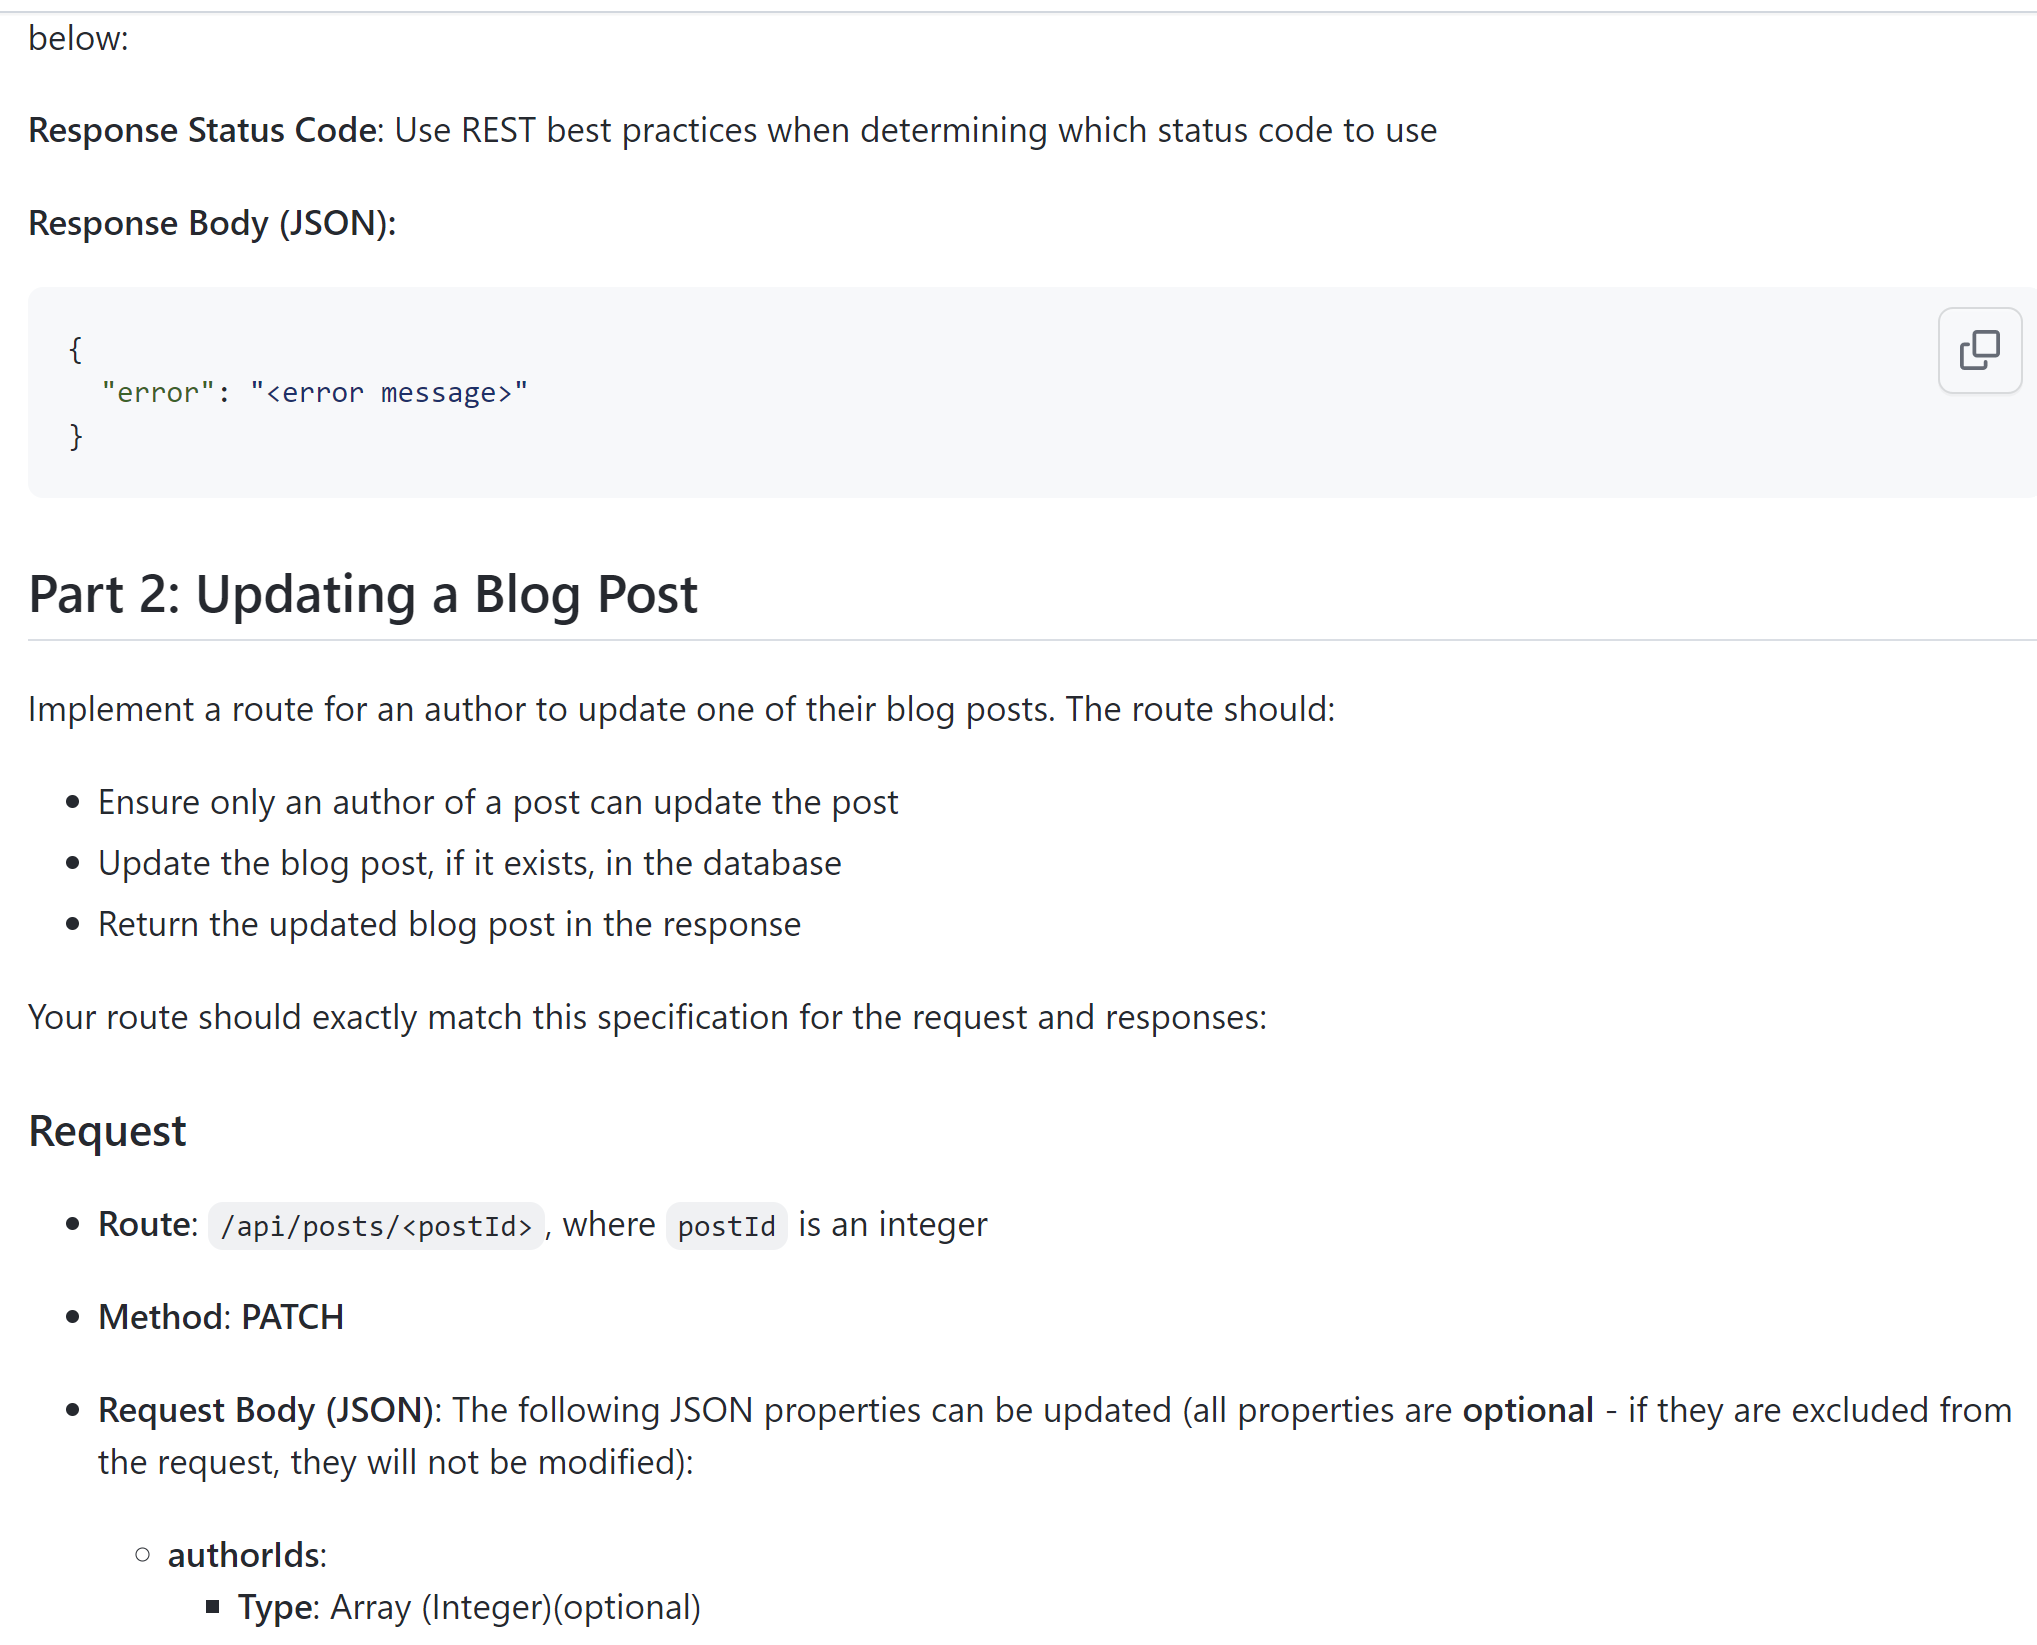 below:
Response Status Code: Use REST best practices when determining which status code to use
Response Body (JSON):
{
"error": "<error message>"
}
Part 2: Updating a Blog Post
Implement a route for an author to update one of their blog posts. The route should:
Ensure only an author of a post can update the post
Update the blog post, if it exists, in the database
Return the updated blog post in the response
Your route should exactly match this specification for the request and responses:
Request
Route: /api/posts/<postId>, where postId is an integer
Method: PATCH
Request Body (JSON): The following JSON properties can be updated (all properties are optional - if they are excluded from
the request, they will not be modified):
authorIds:
Type: Array (Integer)(optional)